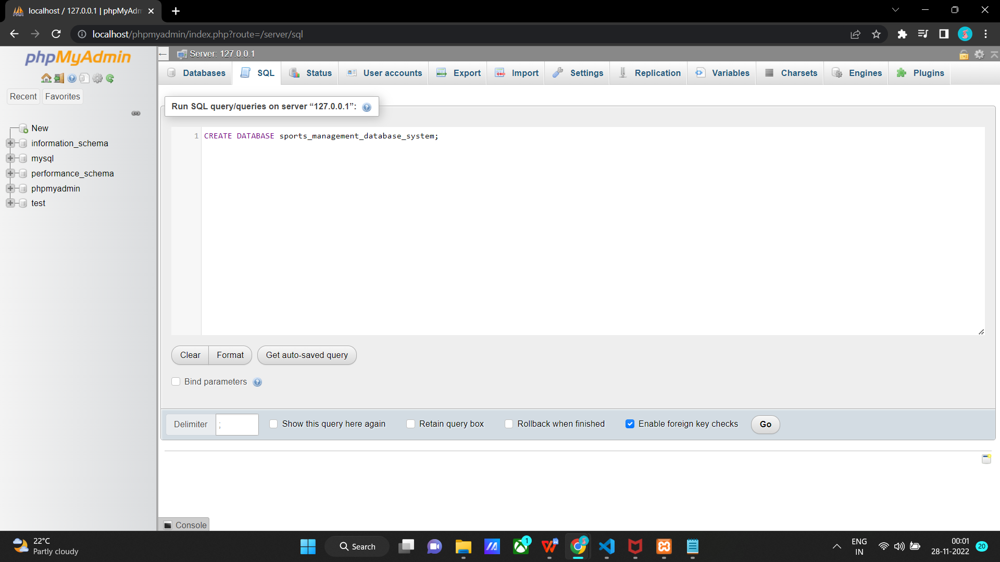 localhost / 127.0.0.1 | phpMyAdm
localhost/phpmyadmin/index.php?route=/server/sql
phpMyAdmin
Recent
Favorites
New
information_schema
mysql
performance_schema
phpmyadmin
test
Server: 127.0.0.1
Databases
SQL
Status
User accounts
Export
Import
Settings
Replication
Variables
Charsets
Engines
Plugins
Run SQL query/queries on server “127.0.0.1”:
1 CREATE DATABASE sports_management_database_system;
Clear
Format
Get auto-saved query
Bind parameters
Delimiter
;
Show this query here again
Retain query box
Rollback when finished
Enable foreign key checks
Go
Console
22°C
Partly cloudy
Search
1
ENG
IN
00:01
28-11-2022
20